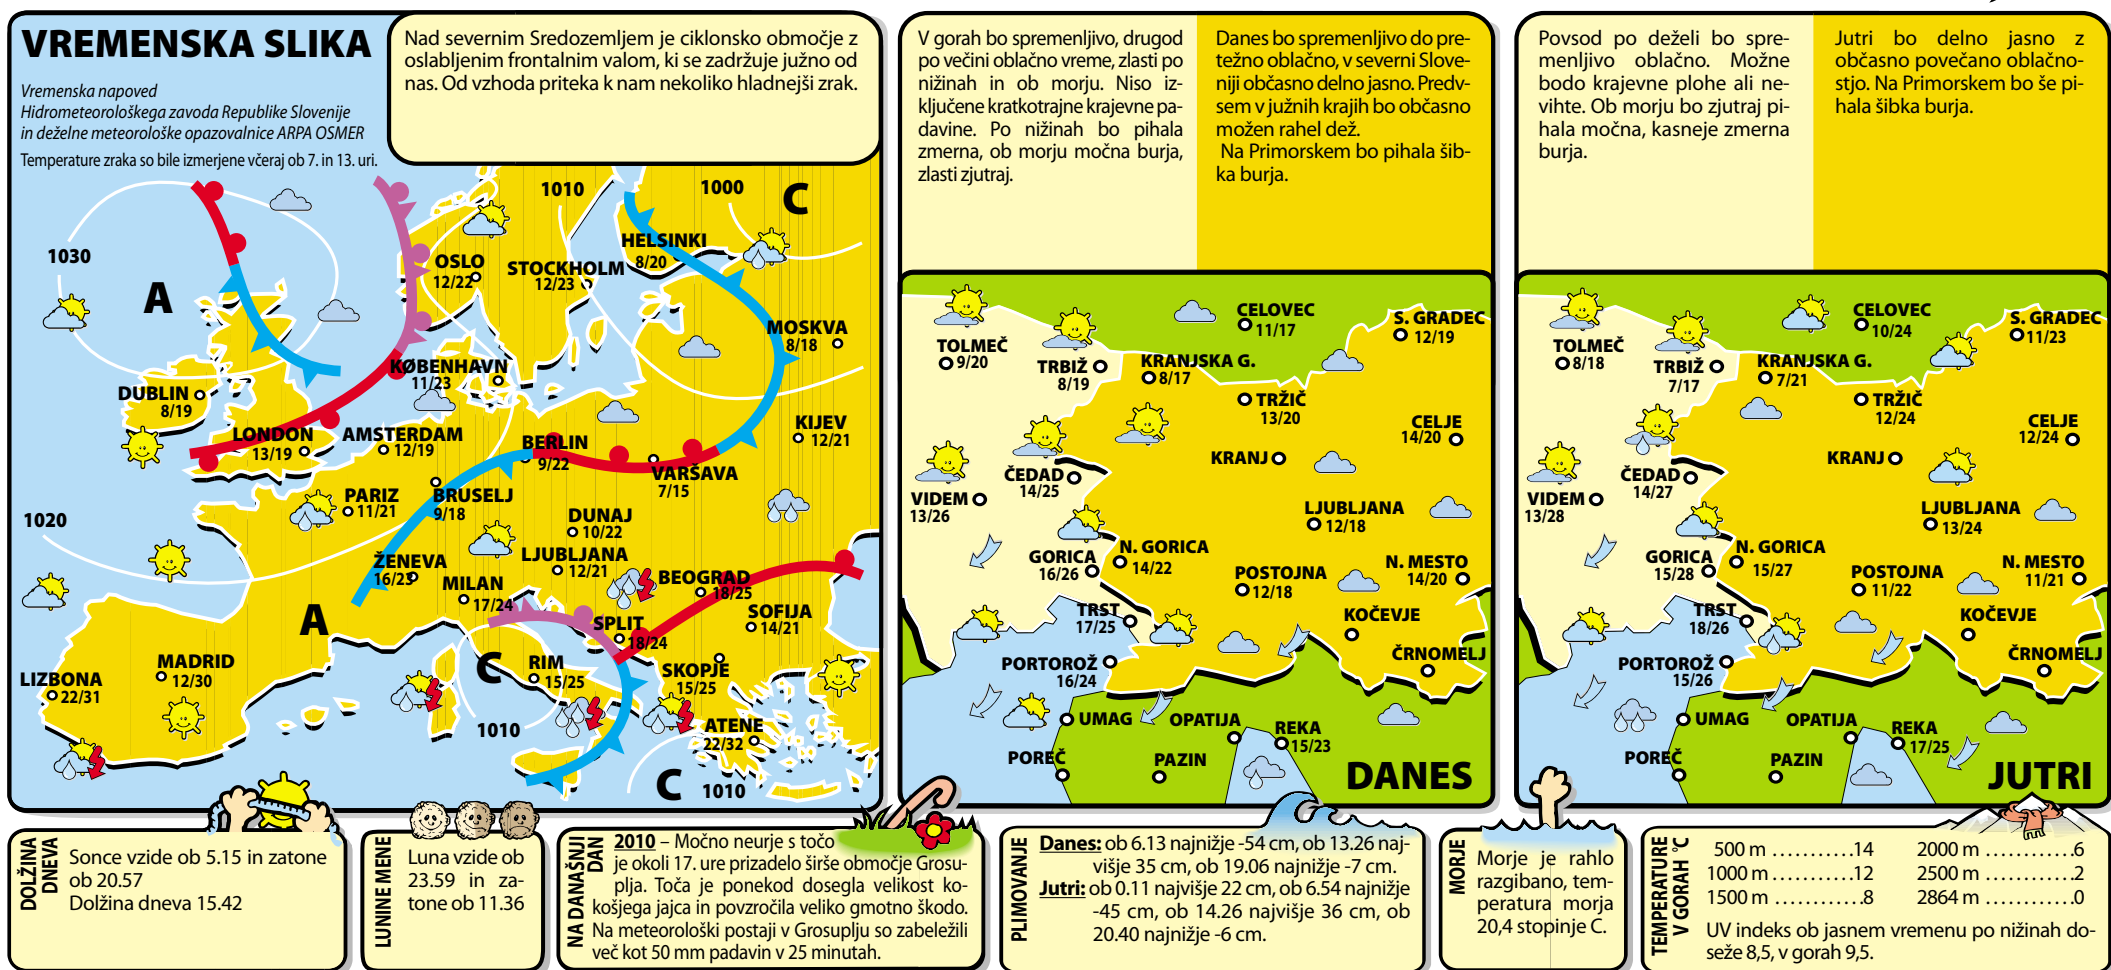 VREMENSKA SLIKA
Vremenska napoved
Hidrometeorološkega zavoda Republike Slovenije
in deželne meteorološke opazovalnice ARPA OSMER
Temperature zraka so bile izmerjene včeraj ob 7. in 13. uri.
Nad severnim Sredozemljem je ciklonsko območje z
oslabljenim frontalnim valom, ki se zadržuje južno od
nas. Od vzhoda priteka k nam nekoliko hladnejši zrak.
1010
1000
C
1030
A
HELSINKI
8/20
OSLO
12/22
STOCKHOLM
12/23
MOSKVA
8/18
KØBENHAVN
11/23
DUBLIN
8/19
KIJEV
12/21
LONDON
13/19
AMSTERDAM
12/19
BERLIN
9/22
VARŠAVA
7/15
PARIZ
11/21
BRUSELJ
9/18
1020
DUNAJ
10/22
ŽENEVA
16/23
LJUBLJANA
12/21
MILAN
17/24
BEOGRAD
18/25
SOFIJA
14/21
A
SPLIT
18/24
C
RIM
15/25
SKOPJE
15/25
LIZBONA
22/31
MADRID
12/30
1010
ATENE
22/32
C
1010
V gorah bo spremenljivo, drugod
po večini oblačno vreme, zlasti po
nižinah in ob morju. Niso iz-
ključene kratkotrajne krajevne pa-
davine. Po nižinah bo pihala
zmerna, ob morju močna burja,
zlasti zjutraj.
Danes bo spremenljivo do pre-
težno oblačno, v severni Slove-
niji občasno delno jasno. Predv-
sem v južnih krajih bo občasno
možen rahel dež.
Na Primorskem bo pihala šib-
ka burja.
CELOVEC
11/17
S. GRADEC
12/19
TOLMEČ
9/20
TRBIŽ
8/19
KRANJSKA G.
8/17
TRŽIČ
13/20
CELJE
14/20
KRANJ
ČEDAD
14/25
VIDEM
13/26
LJUBLJANA
12/18
GORICA
16/26
N. GORICA
14/22
POSTOJNA
12/18
N. MESTO
14/20
TRST
17/25
KOČEVJE
PORTOROŽ
16/24
ČRNOMELJ
UMAG
OPATIJA
REKA
15/23
POREČ
PAZIN
DANES
Povsod po deželi bo spre-
menljivo oblačno. Možne
bodo krajevne plohe ali ne-
vihte. Ob morju bo zjutraj pi-
hala močna, kasneje zmerna
burja.
Jutri bo delno jasno z
občasno povečano oblačno-
stjo. Na Primorskem bo še pi-
hala šibka burja.
CELOVEC
10/24
S. GRADEC
11/23
TOLMEČ
8/18
TRBIŽ
7/17
KRANJSKA G.
7/21
TRŽIČ
12/24
CELJE
12/24
KRANJ
ČEDAD
14/27
VIDEM
13/28
LJUBLJANA
13/24
GORICA
15/28
N. GORICA
15/27
POSTOJNA
11/22
N. MESTO
11/21
TRST
18/26
KOČEVJE
PORTOROŽ
15/26
ČRNOMELJ
UMAG
OPATIJA
REKA
17/25
POREČ
PAZIN
JUTRI
DOLŽINA
DNEVA
Sonce vzide ob 5.15 in zatone
ob 20.57
Dolžina dneva 15.42
LUNINE MENE
Luna vzide ob
23.59 in za-
tone ob 11.36
NA DANAŠNJI
DAN
2010 – Močno neurje s točo
je okoli 17. ure prizadelo širše območje Grosu-
plja. Toča je ponekod dosegla velikost ko-
košjega jajca in povzročila veliko gmotno škodo.
Na meteorološki postaji v Grosuplju so zabeležili
več kot 50 mm padavin v 25 minutah.
PLIMOVANJE
Danes: ob 6.13 najnižje -54 cm, ob 13.26 naj-
višje 35 cm, ob 19.06 najnižje -7 cm.
Jutri: ob 0.11 najvišje 22 cm, ob 6.54 najnižje
-45 cm, ob 14.26 najvišje 36 cm, ob
20.40 najnižje -6 cm.
MORJE
Morje je rahlo
razgibano, tem-
peratura morja
20,4 stopinje C.
TEMPERATURE
V GORAH °C
500 m ...........14
1000 m ...........12
1500 m ...........8
2000 m ...........6
2500 m ...........2
2864 m ...........0
UV indeks ob jasnem vremenu po nižinah do-
seže 8,5, v gorah 9,5.